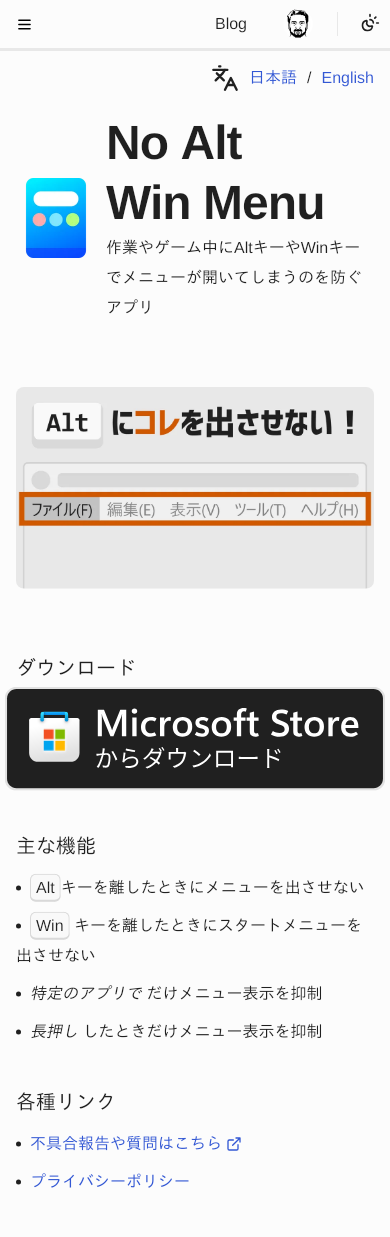 Blog
日本語 / English
No Alt
Win Menu
作業やゲーム中にAltキーやWinキー
でメニューが開いてしまうのを防ぐ
アプリ
Alt にコレを出させない！
ファイル(F) 編集(E) 表示(V) ツール(T) ヘルプ(H)
ダウンロード
Microsoft Store
からダウンロード
主な機能
• Altキーを離したときにメニューを出させない
• Win キーを離したときにスタートメニューを
出させない
• 特定のアプリで だけメニュー表示を抑制
• 長押し したときだけメニュー表示を抑制
各種リンク
• 不具合報告や質問はこちら
• プライバシーポリシー